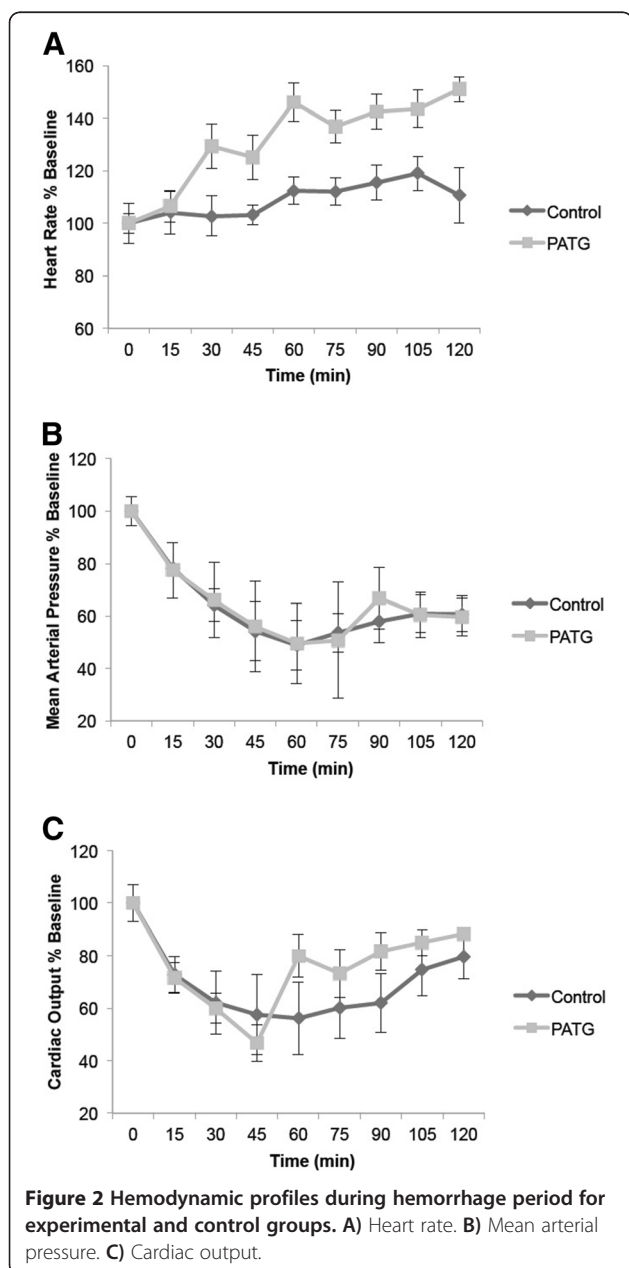 A
160
140
120
100
80
60
Heart Rate % Baseline
0 15 30 45 60 75 90 105 120
Time (min)
Control
PATG
B
120
100
80
60
40
20
Mean Arterial Pressure % Baseline
0 15 30 45 60 75 90 105 120
Time (min)
Control
PATG
C
120
100
80
60
40
20
Cardiac Output % Baseline
0 15 30 45 60 75 90 105 120
Time (min)
Control
PATG
Figure 2 Hemodynamic profiles during hemorrhage period for
experimental and control groups. A) Heart rate. B) Mean arterial
pressure. C) Cardiac output.